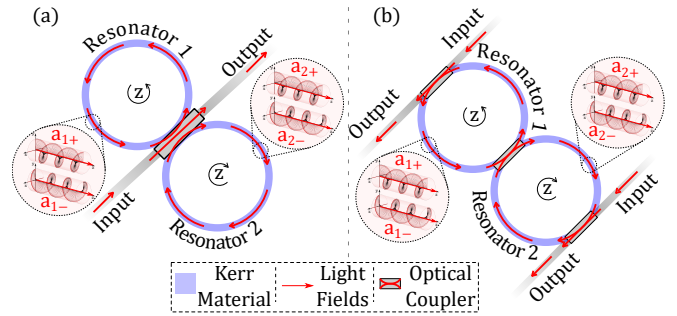 (a)
Resonator 1
Output
z
a2+
a2−
a1+
a1−
z
Input
Resonator 2
(b)
Input
Resonator 1
Output
z
a2+
a2−
a1+
a1−
z
Input
Resonator 2
Output
Kerr Material
Light Fields
Optical Coupler